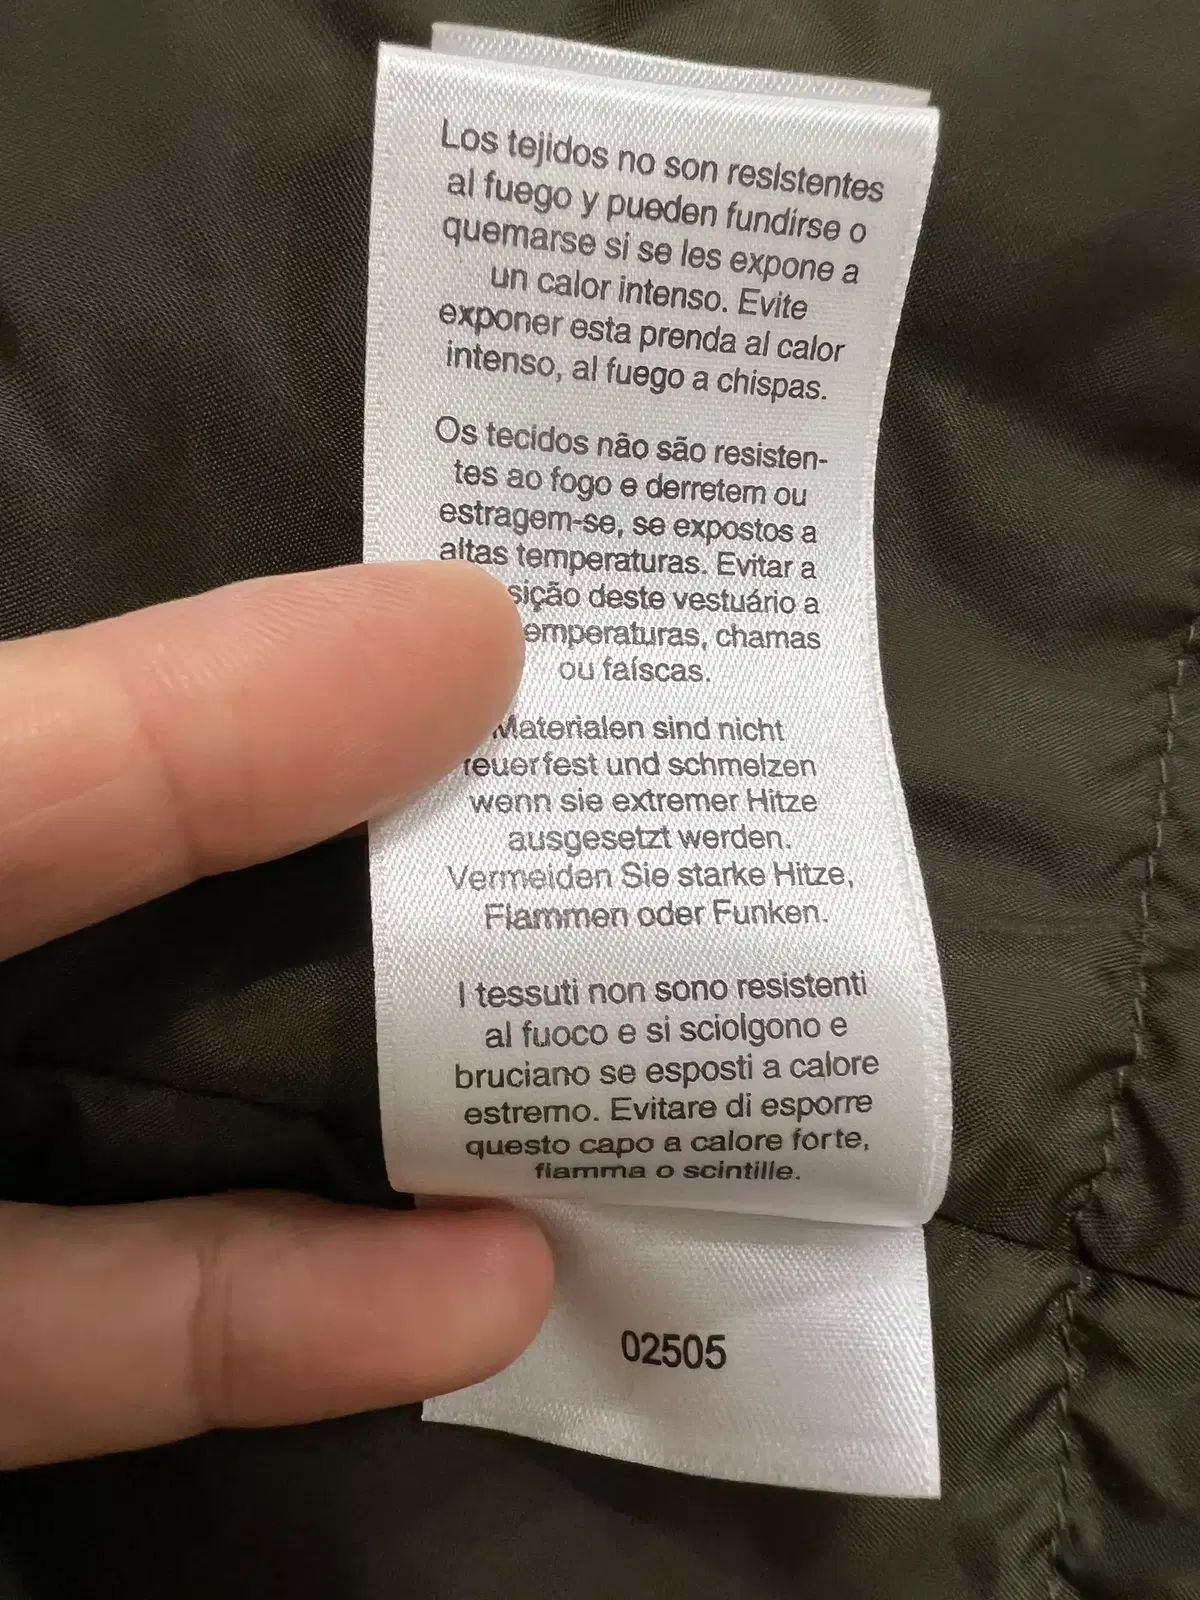 Los tejidos no son resistentes
al fuego y pueden fundirse o
quemarse si se les expone a
un calor intenso. Evite
exponer esta prenda al calor
intenso, al fuego a chispas.
Os tecidos não são resisten-
tes ao fogo e derretem ou
estragem-se, se expostos a
altas temperaturas. Evitar a
deste vestuário a
chamas
ou faíscas.
Materialen sind nicht
feuerfest und schmelzen
wenn sie extremer Hitze
ausgesetzt werden.
Vermeiden Sie starke Hitze,
Flammen oder Funken.
I tessuti non sono resistenti
al fuoco e si sciolgono e
bruciano se esposti a calore
estremo. Evitare di esporre
questo capo a calore forte,
fiamma o scintille.
02505